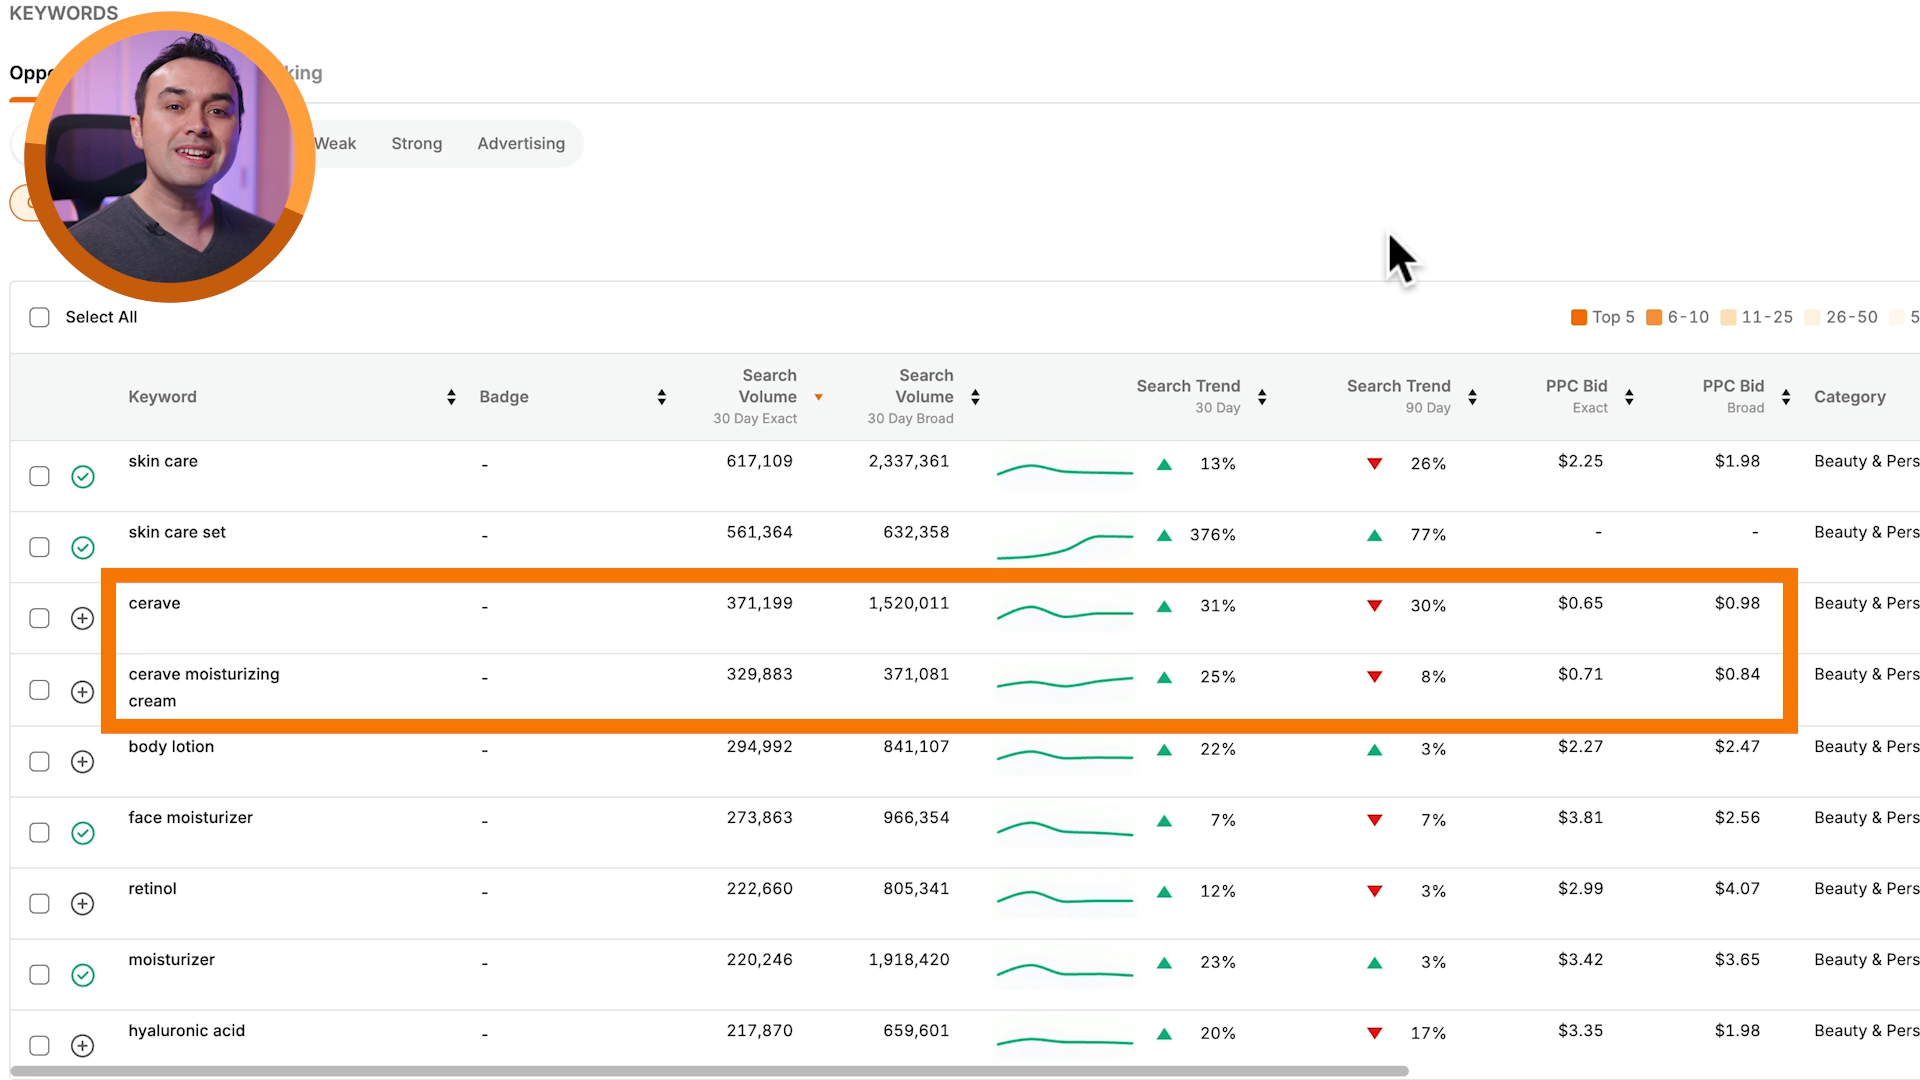 KEYWORDS
Weak Strong Advertising
Select All Top 5 6-10 11-25 26-50
Keyword Badge Search Volume 30 Day Exact Search Volume 30 Day Broad Search Trend 30 Day Search Trend 90 Day PPC Bid Exact PPC Bid Broad Category
skin care - 617,109 2,337,361 13% 26% $2.25 $1.98 Beauty & Pers
skin care set - 561,364 632,358 376% 77% - - Beauty & Pers
cerave - 371,199 1,520,011 31% 30% $0.65 $0.98 Beauty & Pers
cerave moisturizing - 329,883 371,081 25% 8% $0.71 $0.84 Beauty & Pers
cream
body lotion - 294,992 841,107 22% 3% $2.27 $2.47 Beauty & Pers
face moisturizer - 273,863 966,354 7% 7% $3.81 $2.56 Beauty & Pers
retinol - 222,660 805,341 12% 3% $2.99 $4.07 Beauty & Pers
moisturizer - 220,246 1,918,420 23% 3% $3.42 $3.65 Beauty & Pers
hyaluronic acid - 217,870 659,601 20% 17% $3.35 $1.98 Beauty & Pers